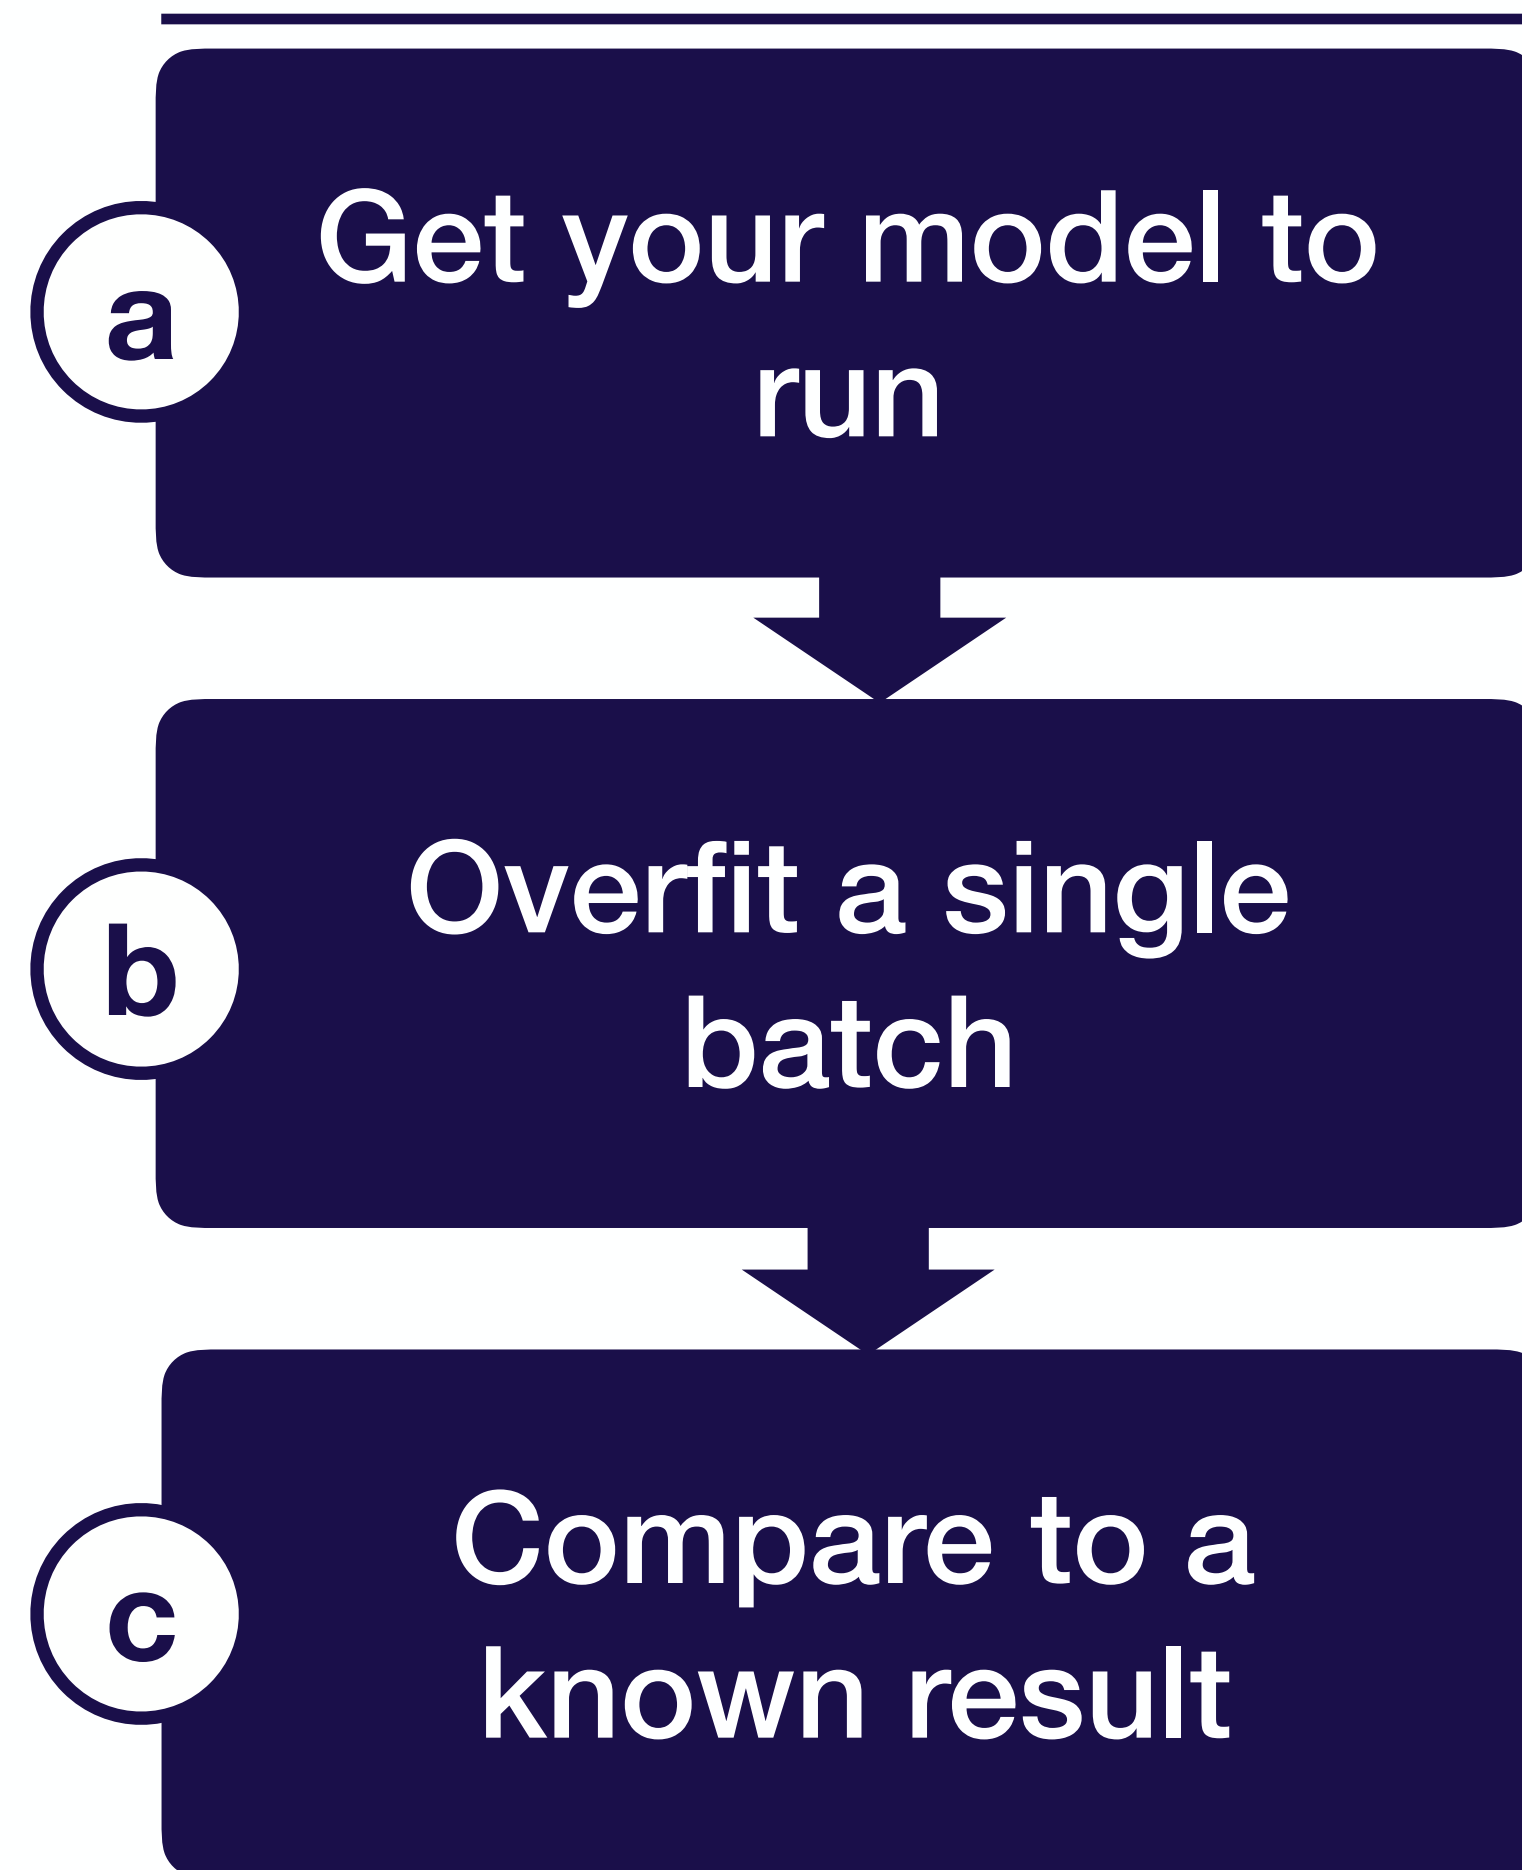 a
Get your model to
run
b
Overfit a single
batch
c
Compare to a
known result